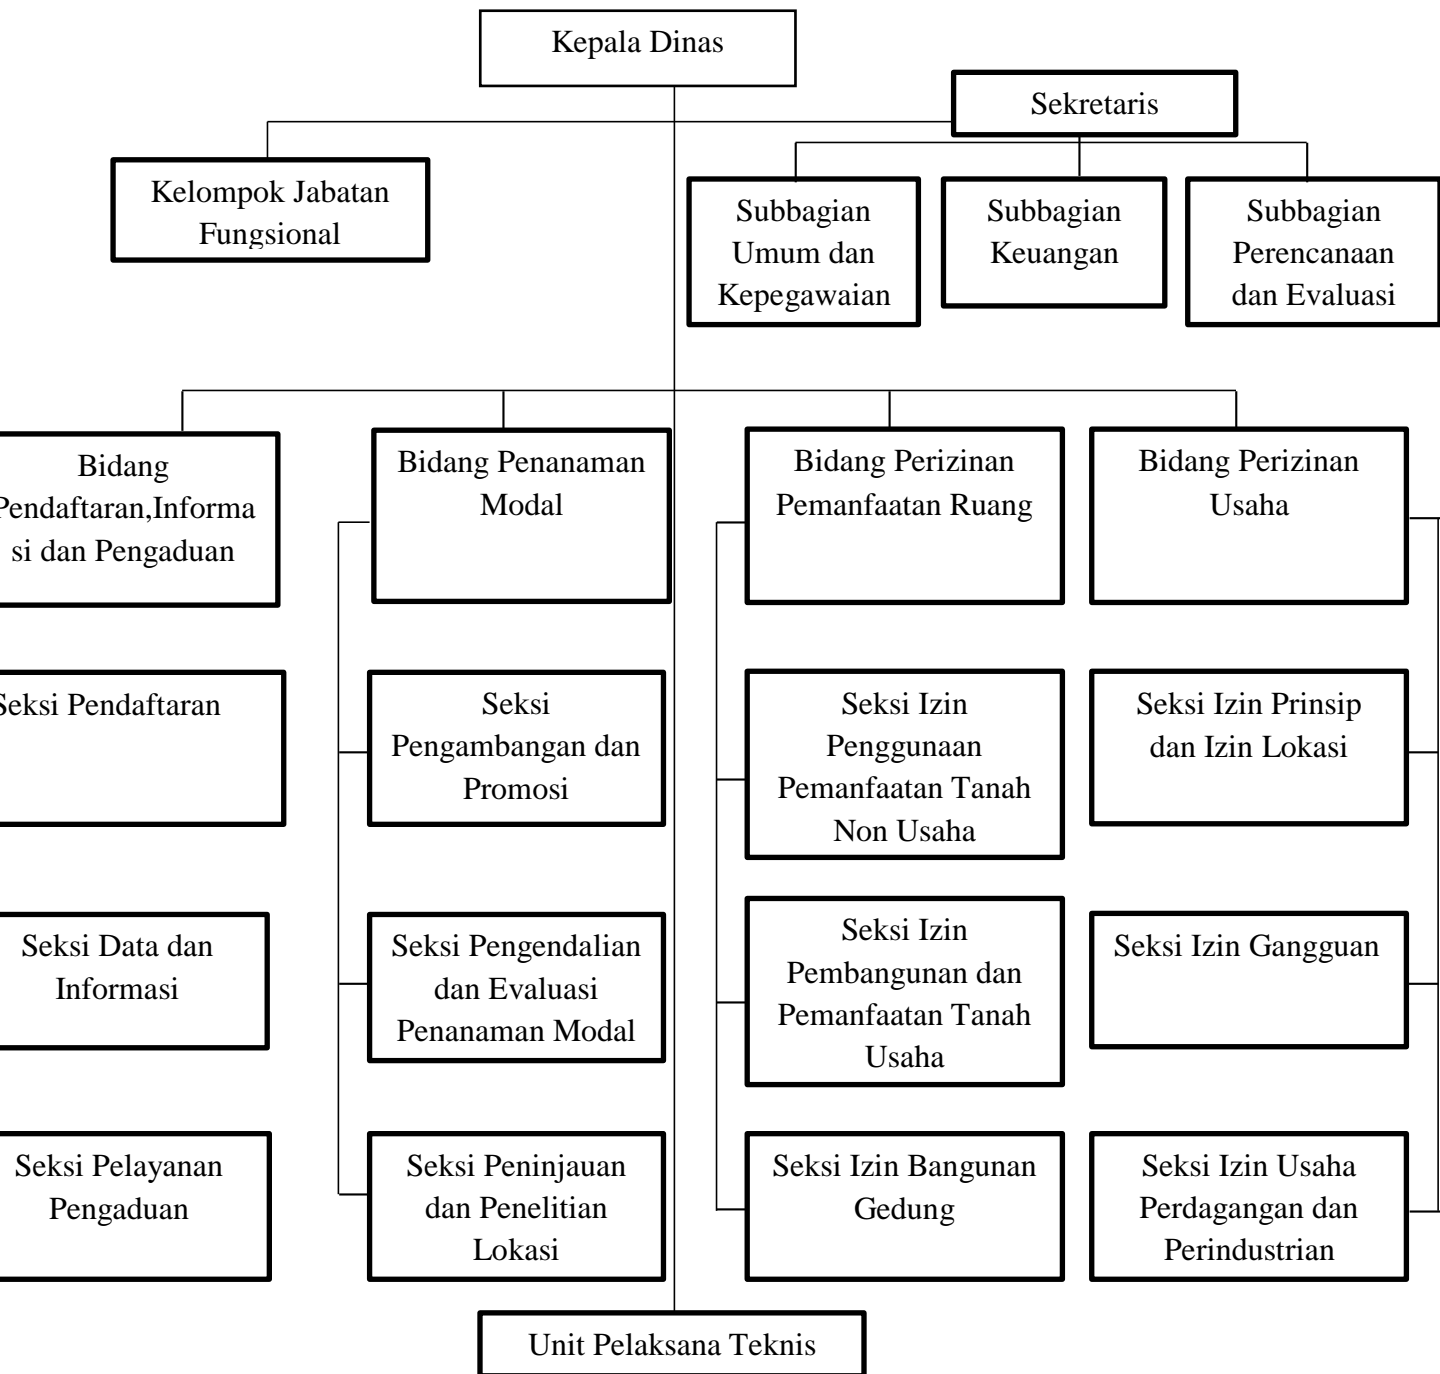 Kepala Dinas
Sekretaris
Kelompok Jabatan
Fungsional
Subbagian
Umum dan
Kepegawaian
Subbagian
Keuangan
Subbagian
Perencanaan
dan Evaluasi
Bidang
Pendaftaran,Informa
si dan Pengaduan
Bidang Penanaman
Modal
Bidang Perizinan
Pemanfaatan Ruang
Bidang Perizinan
Usaha
Seksi Pendaftaran
Seksi
Pengambangan dan
Promosi
Seksi Izin
Penggunaan
Pemanfaatan Tanah
Non Usaha
Seksi Izin Prinsip
dan Izin Lokasi
Seksi Data dan
Informasi
Seksi Pengendalian
dan Evaluasi
Penanaman Modal
Seksi Izin
Pembangunan dan
Pemanfaatan Tanah
Usaha
Seksi Izin Gangguan
Seksi Pelayanan
Pengaduan
Seksi Peninjauan
dan Penelitian
Lokasi
Seksi Izin Bangunan
Gedung
Seksi Izin Usaha
Perdagangan dan
Perindustrian
Unit Pelaksana Teknis